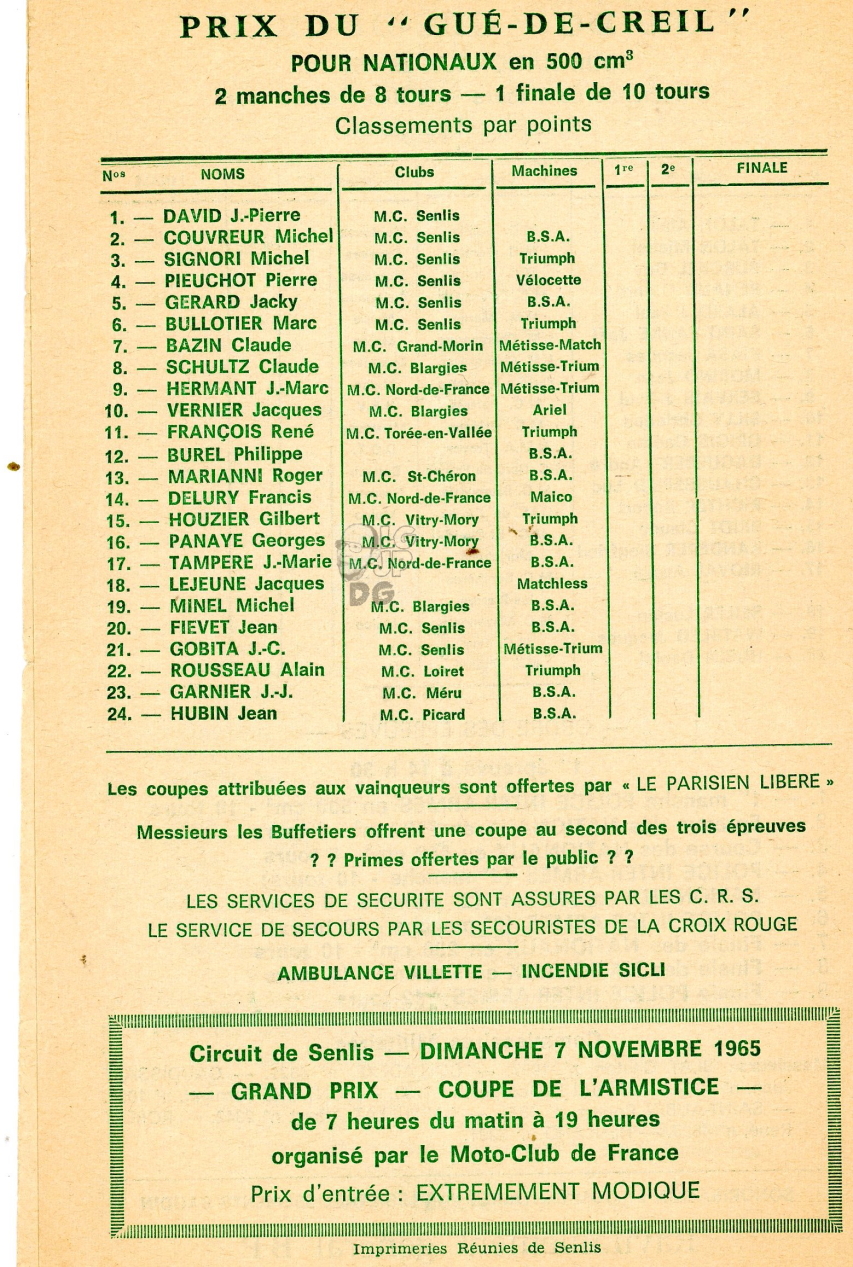 PRIX DU “ GUÉ-DE-CREIL ”
POUR NATIONAUX en 500 cm³
2 manches de 8 tours — 1 finale de 10 tours
Classements par points
Nos NOMS Clubs Machines 1re 2e FINALE
1. — DAVID J.-Pierre M.C. Senlis
2. — COUVREUR Michel M.C. Senlis B.S.A.
3. — SIGNORI Michel M.C. Senlis Triumph
4. — PIEUCHOT Pierre M.C. Senlis Vélocette
5. — GERARD Jacky M.C. Senlis B.S.A.
6. — BULLOTIER Marc M.C. Senlis Triumph
7. — BAZIN Claude M.C. Grand-Morin Métisse-Match
8. — SCHULTZ Claude M.C. Blargies Métisse-Trium
9. — HERMANT J.-Marc M.C. Nord-de-France Métisse-Trium
10. — VERNIER Jacques M.C. Blargies Ariel
11. — FRANÇOIS René M.C. Torée-en-Vallée Triumph
12. — BUREL Philippe B.S.A.
13. — MARIANNI Roger M.C. St-Chéron B.S.A.
14. — DELURY Francis M.C. Nord-de-France Maico
15. — HOUZIER Gilbert M.C. Vitry-Mory Triumph
16. — PANAYE Georges M.C. Vitry-Mory B.S.A.
17. — TAMPERE J.-Marie M.C. Nord-de-France B.S.A.
18. — LEJEUNE Jacques Matchless
19. — MINEL Michel M.C. Blargies B.S.A.
20. — FIEVET Jean M.C. Senlis B.S.A.
21. — GOBITA J.-C. M.C. Senlis Métisse-Trium
22. — ROUSSEAU Alain M.C. Loiret Triumph
23. — GARNIER J.-J. M.C. Méru B.S.A.
24. — HUBIN Jean M.C. Picard B.S.A.
DG
Les coupes attribuées aux vainqueurs sont offertes par « LE PARISIEN LIBERE »
Messieurs les Buffetiers offrent une coupe au second des trois épreuves
? ? Primes offertes par le public ? ?
LES SERVICES DE SECURITE SONT ASSURES PAR LES C. R. S.
LE SERVICE DE SECOURS PAR LES SECOURISTES DE LA CROIX ROUGE
AMBULANCE VILLETTE — INCENDIE SICLI
Circuit de Senlis — DIMANCHE 7 NOVEMBRE 1965
— GRAND PRIX — COUPE DE L'ARMISTICE —
de 7 heures du matin à 19 heures
organisé par le Moto-Club de France
Prix d'entrée : EXTREMEMENT MODIQUE
Imprimeries Réunies de Senlis